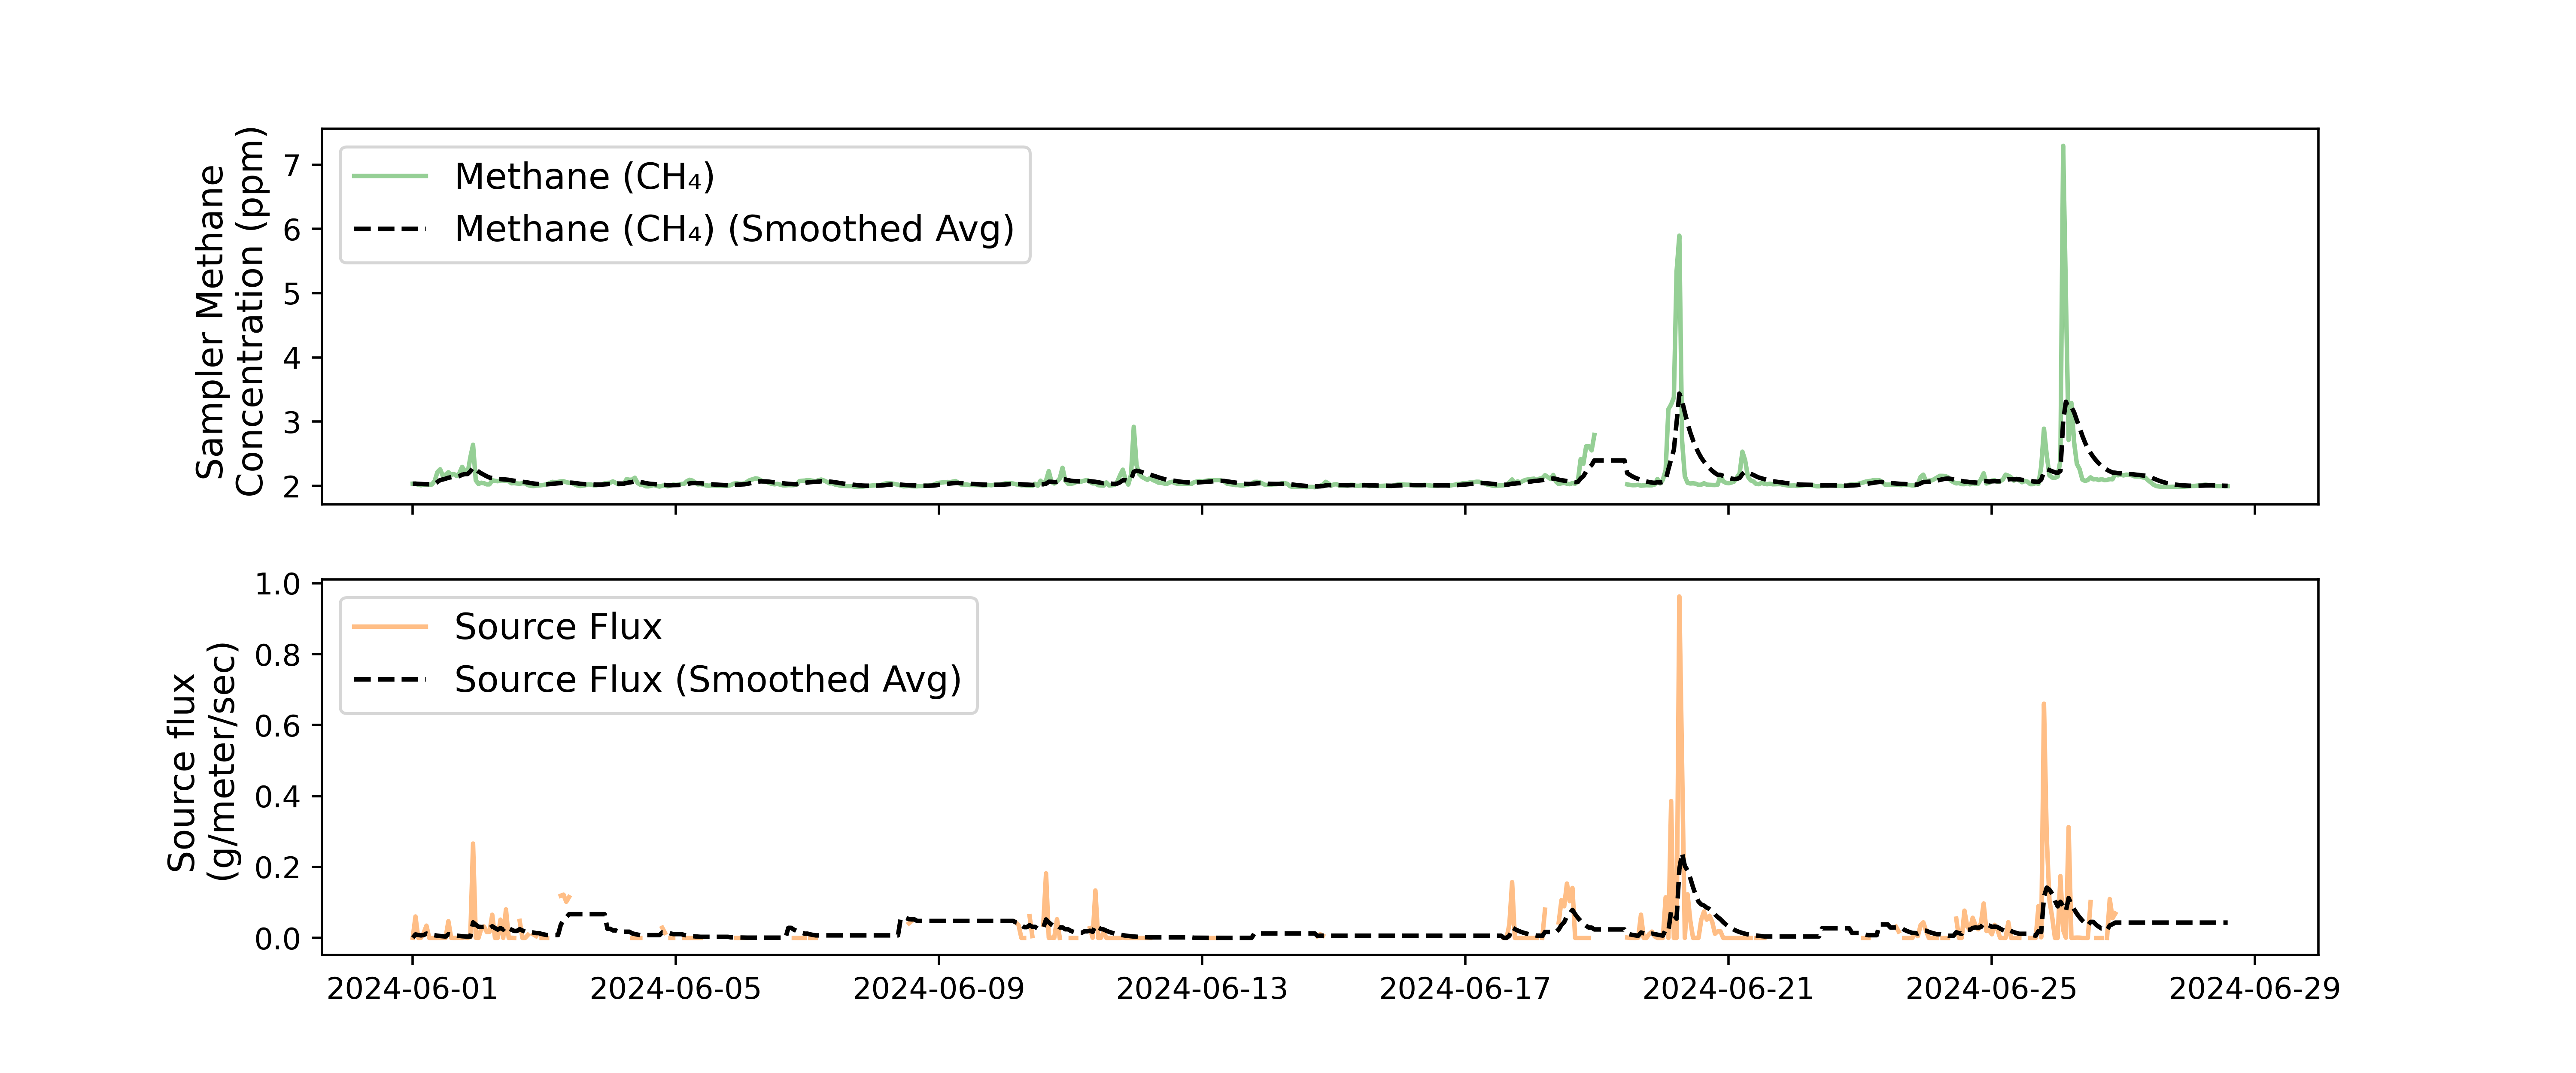 Sampler Methane
Concentration (ppm)
7
6
5
4
3
2
Methane (CH₄)
Methane (CH₄) (Smoothed Avg)
Source flux
(g/meter/sec)
1.0
0.8
0.6
0.4
0.2
0.0
Source Flux
Source Flux (Smoothed Avg)
2024-06-01 2024-06-05 2024-06-09 2024-06-13 2024-06-17 2024-06-21 2024-06-25 2024-06-29